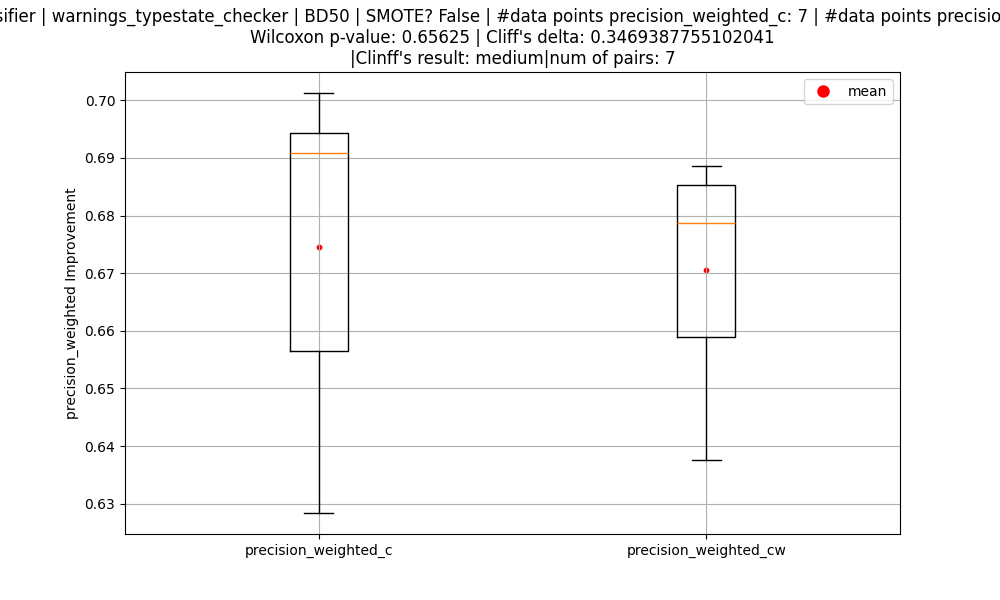 sifier | warnings_typestate_checker | BD50 | SMOTE? False | #data points precision_weighted_c: 7 | #data points precisio
Wilcoxon p-value: 0.65625 | Cliff's delta: 0.3469387755102041
|Clinff's result: medium|num of pairs: 7
mean
0.70
0.69
0.68
0.67
0.66
0.65
0.64
0.63
precision_weighted Improvement
precision_weighted_c
precision_weighted_cw